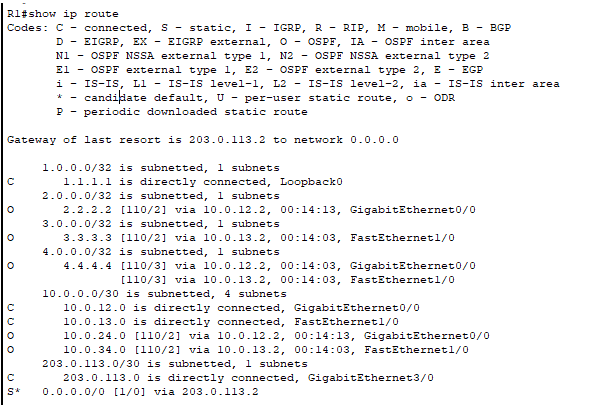 R1#show ip route
Codes: C - connected, S - static, I - IGRP, R - RIP, M - mobile, B - BGP
D - EIGRP, EX - EIGRP external, O - OSPF, IA - OSPF inter area
N1 - OSPF NSSA external type 1, N2 - OSPF NSSA external type 2
E1 - OSPF external type 1, E2 - OSPF external type 2, E - EGP
i - IS-IS, L1 - IS-IS level-1, L2 - IS-IS level-2, ia - IS-IS inter area
* - candidate default, U - per-user static route, o - ODR
P - periodic downloaded static route
Gateway of last resort is 203.0.113.2 to network 0.0.0.0
1.0.0.0/32 is subnetted, 1 subnets
C 1.1.1.1 is directly connected, Loopback0
2.0.0.0/32 is subnetted, 1 subnets
O 2.2.2.2 [110/2] via 10.0.12.2, 00:14:13, GigabitEthernet0/0
3.0.0.0/32 is subnetted, 1 subnets
O 3.3.3.3 [110/2] via 10.0.13.2, 00:14:03, FastEthernet1/0
4.0.0.0/32 is subnetted, 1 subnets
O 4.4.4.4 [110/3] via 10.0.12.2, 00:14:03, GigabitEthernet0/0
[110/3] via 10.0.13.2, 00:14:03, FastEthernet1/0
10.0.0.0/30 is subnetted, 4 subnets
C 10.0.12.0 is directly connected, GigabitEthernet0/0
C 10.0.13.0 is directly connected, FastEthernet1/0
O 10.0.24.0 [110/2] via 10.0.12.2, 00:14:13, GigabitEthernet0/0
O 10.0.34.0 [110/2] via 10.0.13.2, 00:14:03, FastEthernet1/0
203.0.113.0/30 is subnetted, 1 subnets
C 203.0.113.0 is directly connected, GigabitEthernet3/0
S* 0.0.0.0/0 [1/0] via 203.0.113.2